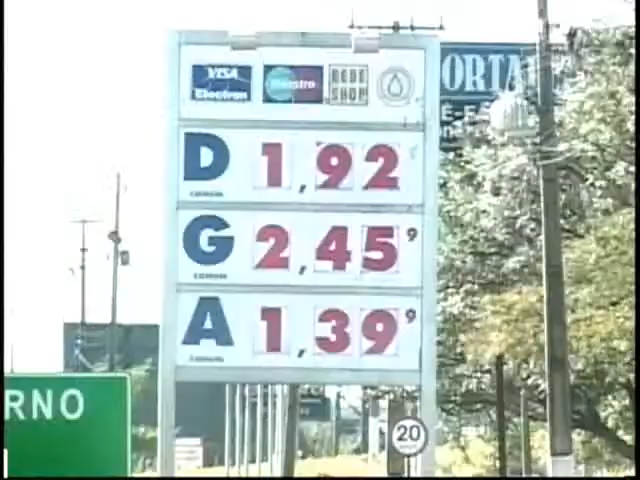 VISA
Electron
Maestro
REDE
SHOP
ORTA
D 1,92
G 2,45⁹
A 1,39⁹
RNO
20